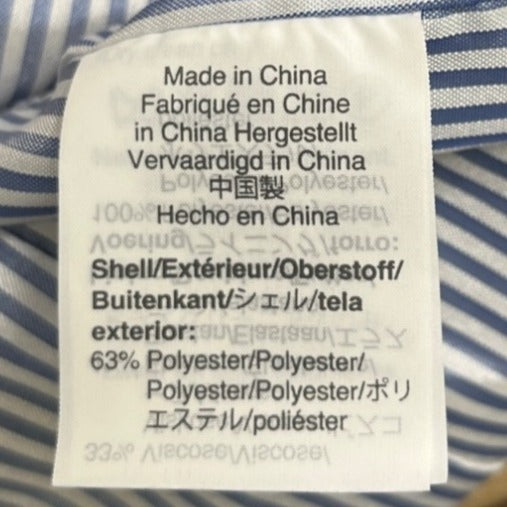 Made in China
Fabriqué en Chine
in China Hergestellt
Vervaardigd in China
中国製
Hecho en China
Shell/Extérieur/Oberstoff/
Buitenkant/シェル/tela
exterior:
63% Polyester/Polyester/
Polyester/Polyester/ポリ
エステル/poliéster